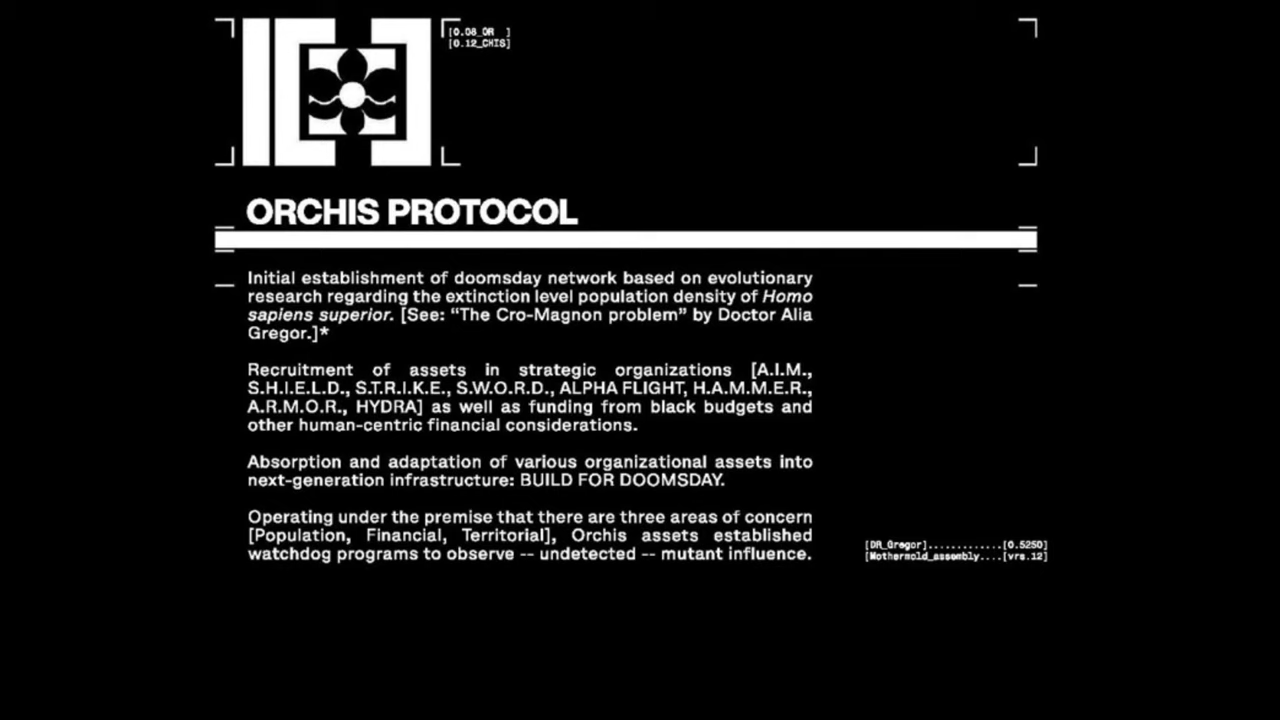 [0.08_OR ]
[0.12_CHIS]
ORCHIS PROTOCOL
Initial establishment of doomsday network based on evolutionary
research regarding the extinction level population density of Homo
sapiens superior. [See: “The Cro-Magnon problem” by Doctor Alia
Gregor.]*
Recruitment of assets in strategic organizations [A.I.M.,
S.H.I.E.L.D., S.T.R.I.K.E., S.W.O.R.D., ALPHA FLIGHT, H.A.M.M.E.R.,
A.R.M.O.R., HYDRA] as well as funding from black budgets and
other human-centric financial considerations.
Absorption and adaptation of various organizational assets into
next-generation infrastructure: BUILD FOR DOOMSDAY.
Operating under the premise that there are three areas of concern
[Population, Financial, Territorial], Orchis assets established
watchdog programs to observe -- undetected -- mutant influence.
[DR_Gregor]............[0.5250]
[Mothermold_assembly....[vrs.12]